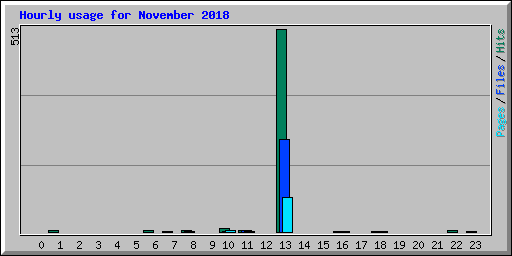 Hourly usage for November 2018
513
Pages/Files/Hits
0 1 2 3 4 5 6 7 8 9 10 11 12 13 14 15 16 17 18 19 20 21 22 23